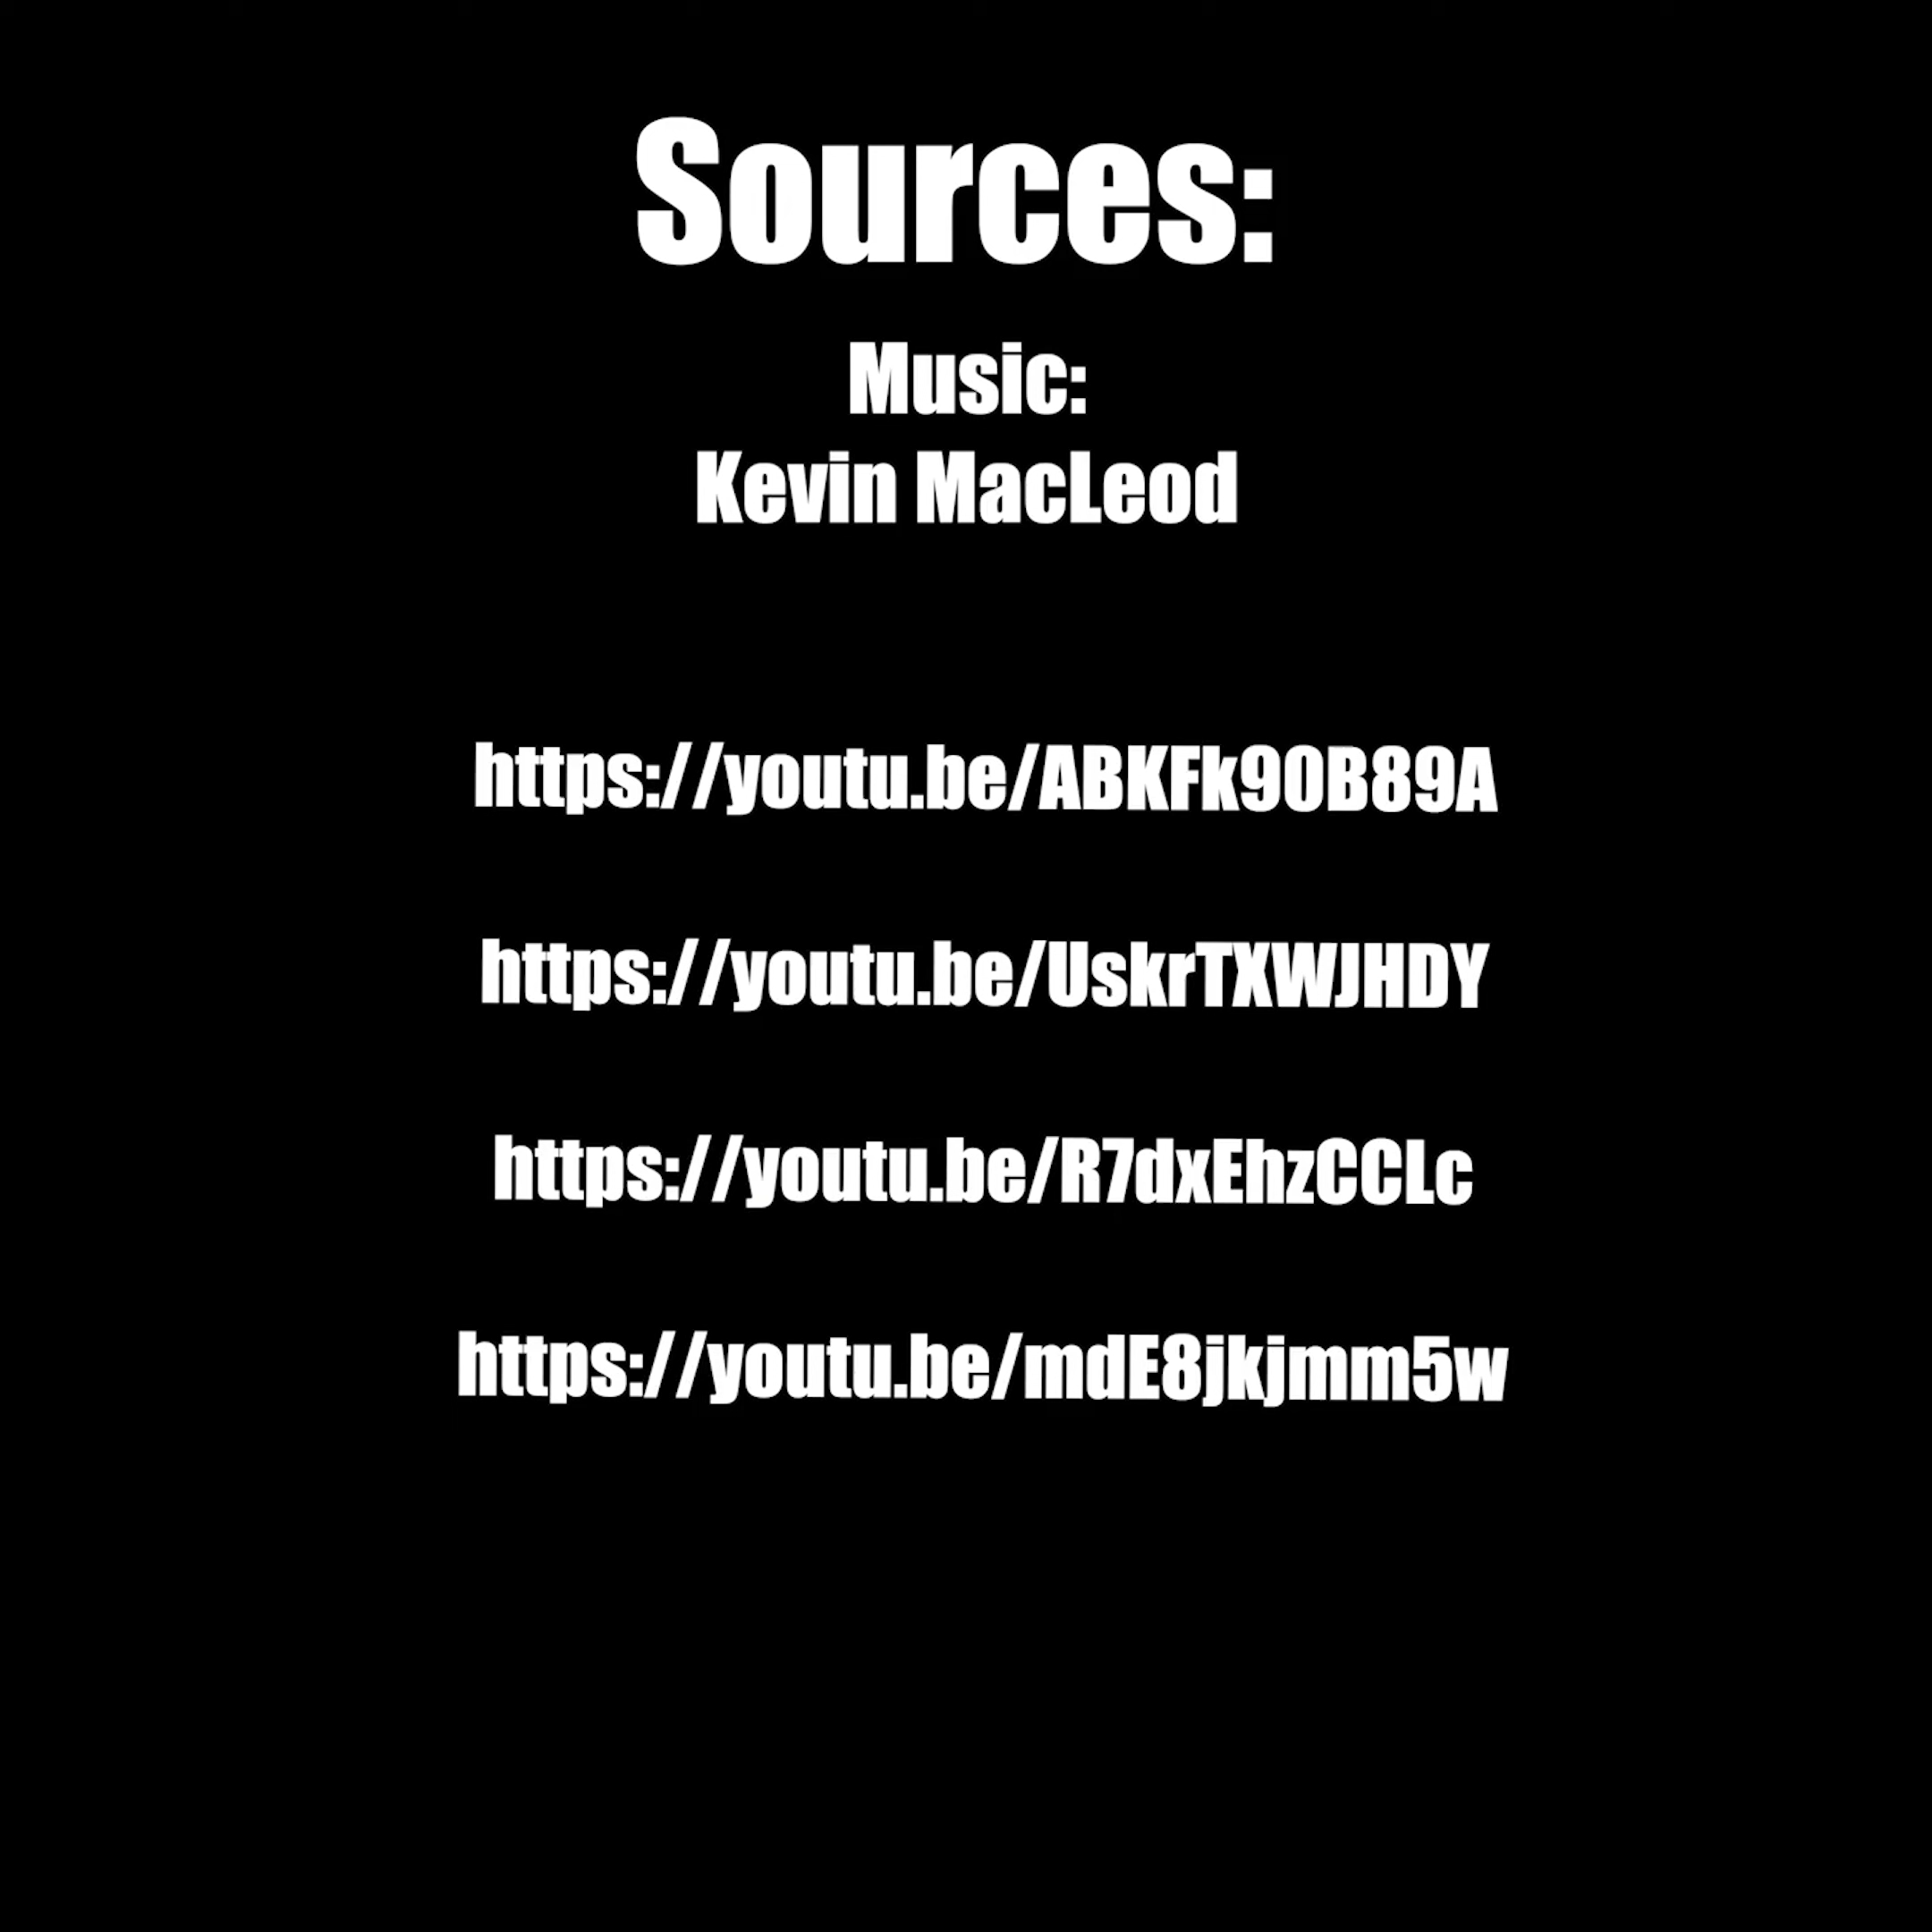 Sources:
Music:
Kevin MacLeod
https://youtu.be/ABKFk90B89A
https://youtu.be/UskrTXWJHDY
https://youtu.be/R7dxEhzCCLc
https://youtu.be/mdE8jkjmm5w